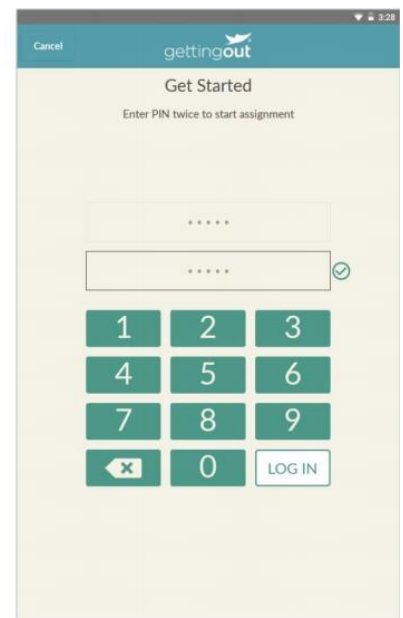 3:28
Cancel
gettingout
Get Started
Enter PIN twice to start assignment
• • • • •
• • • • •
1 2 3
4 5 6
7 8 9
0 LOG IN